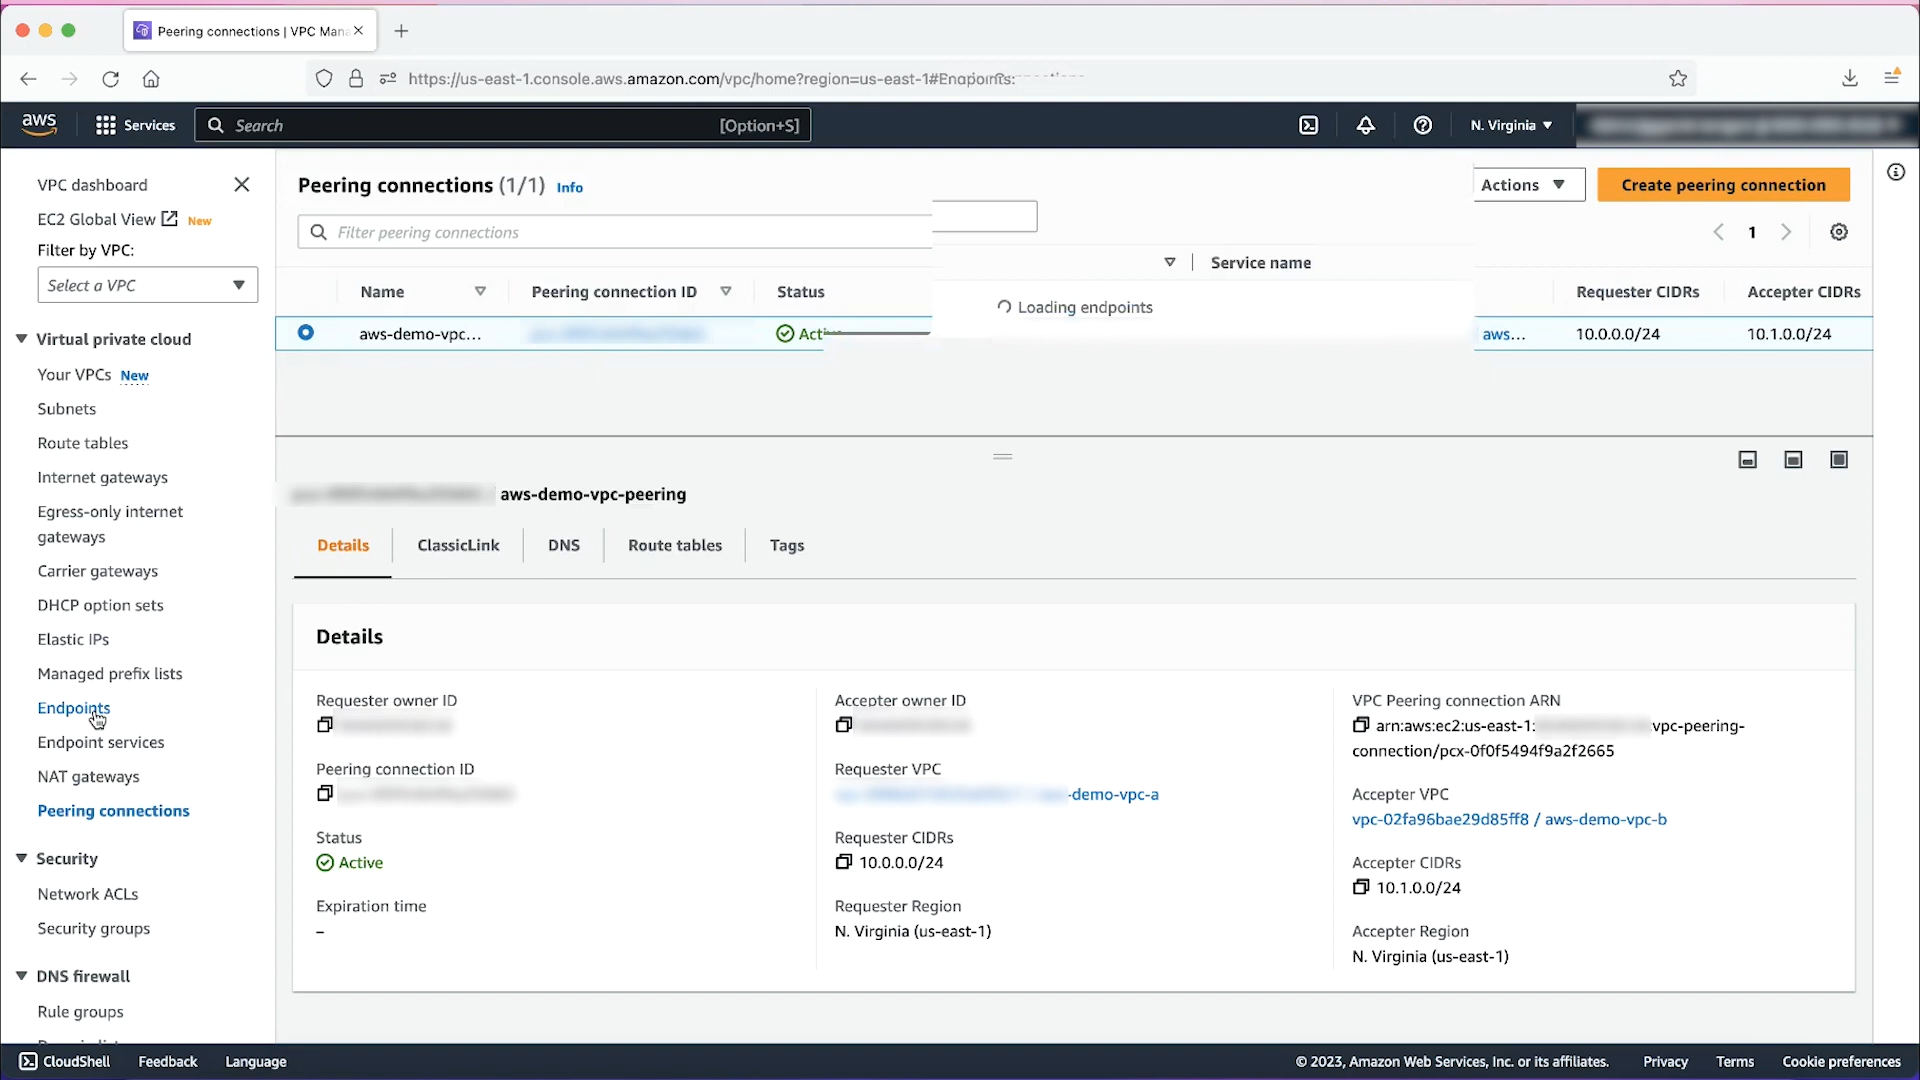 Peering connections | VPC Mana
https://us-east-1.console.aws.amazon.com/vpc/home?region=us-east-1#Endpoints:
aws
Services
Search
[Option+S]
N. Virginia
VPC dashboard
EC2 Global View New
Filter by VPC:
Select a VPC
Virtual private cloud
Your VPCs New
Subnets
Route tables
Internet gateways
Egress-only internet
gateways
Carrier gateways
DHCP option sets
Elastic IPs
Managed prefix lists
Endpoints
Endpoint services
NAT gateways
Peering connections
Security
Network ACLs
Security groups
DNS firewall
Rule groups
Peering connections (1/1) Info
Actions
Create peering connection
Filter peering connections
1
Service name
Loading endpoints
Name
Peering connection ID
Status
Requester CIDRs
Accepter CIDRs
aws-demo-vpc...
aws...
10.0.0.0/24
10.1.0.0/24
aws-demo-vpc-peering
Details
ClassicLink
DNS
Route tables
Tags
Details
Requester owner ID
Peering connection ID
Status
Active
Expiration time
–
Accepter owner ID
Requester VPC
-demo-vpc-a
Requester CIDRs
10.0.0.0/24
Requester Region
N. Virginia (us-east-1)
VPC Peering connection ARN
arn:aws:ec2:us-east-1: vpc-peering-
connection/pcx-0f0f5494f9a2f2665
Accepter VPC
vpc-02fa96bae29d85ff8 / aws-demo-vpc-b
Accepter CIDRs
10.1.0.0/24
Accepter Region
N. Virginia (us-east-1)
CloudShell
Feedback
Language
© 2023, Amazon Web Services, Inc. or its affiliates.
Privacy
Terms
Cookie preferences